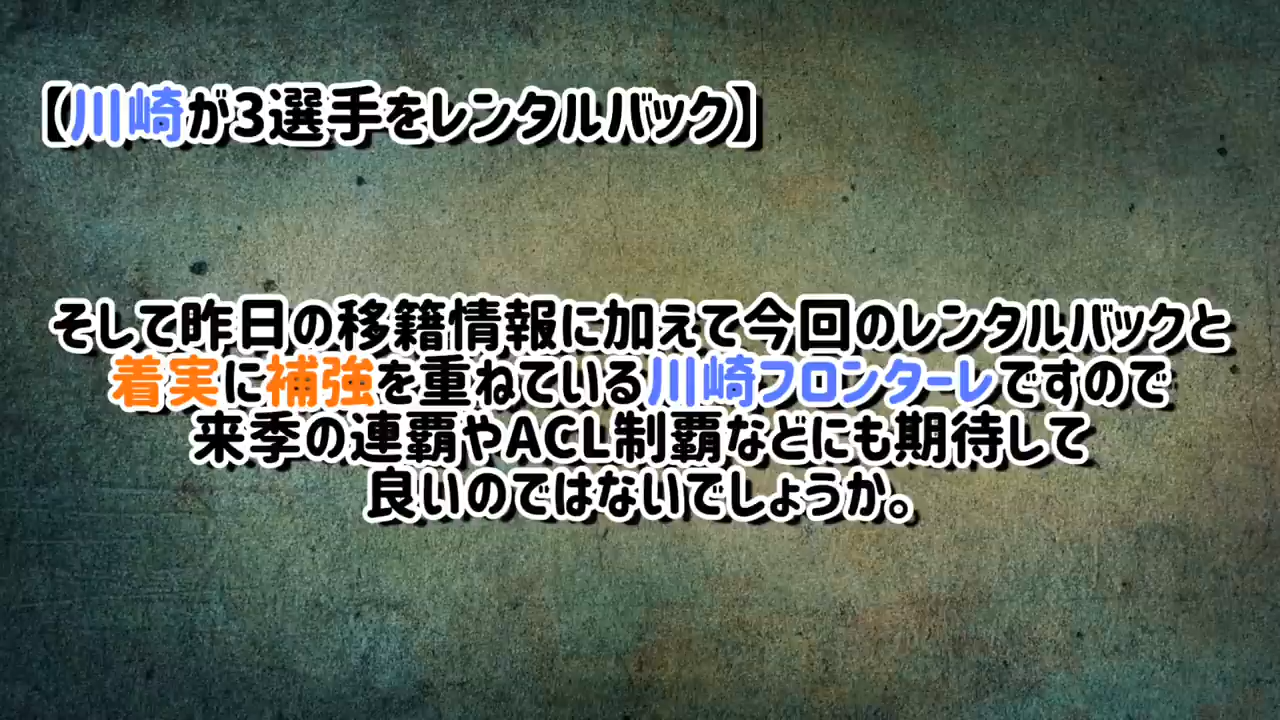 【川崎が3選手をレンタルバック】
そして昨日の移籍情報に加えて今回のレンタルバックと
着実に補強を重ねている川崎フロンターレですので
来季の連覇やACL制覇などにも期待して
良いのではないでしょうか。